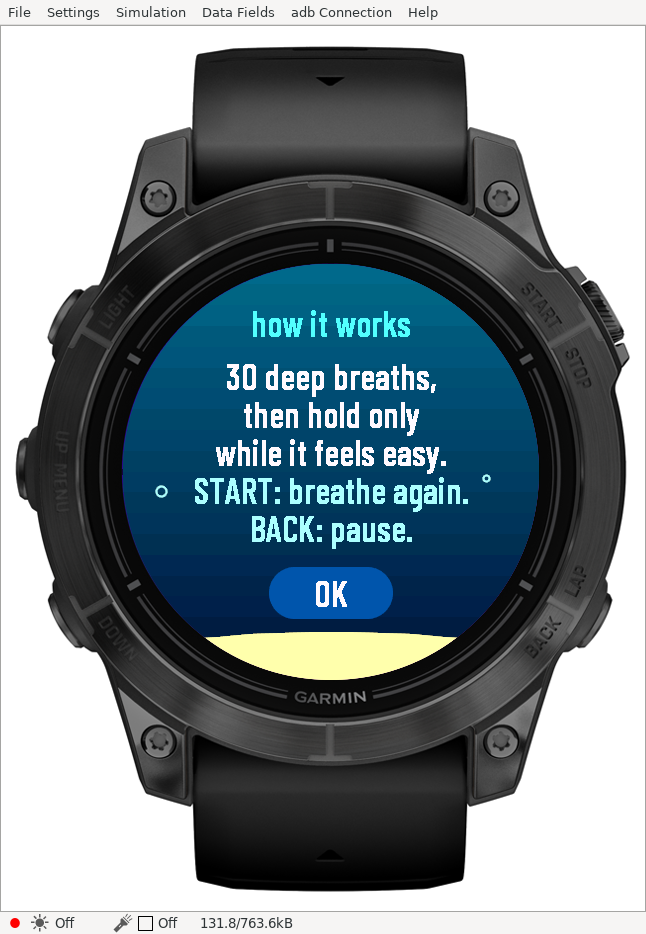 File Settings Simulation Data Fields adb Connection Help
LIGHT
START
STOP
how it works
30 deep breaths,
then hold only
while it feels easy.
START: breathe again.
BACK: pause.
UP MENU
OK
LAP
BACK
DOWN
GARMIN
Off Off 131.8/763.6kB